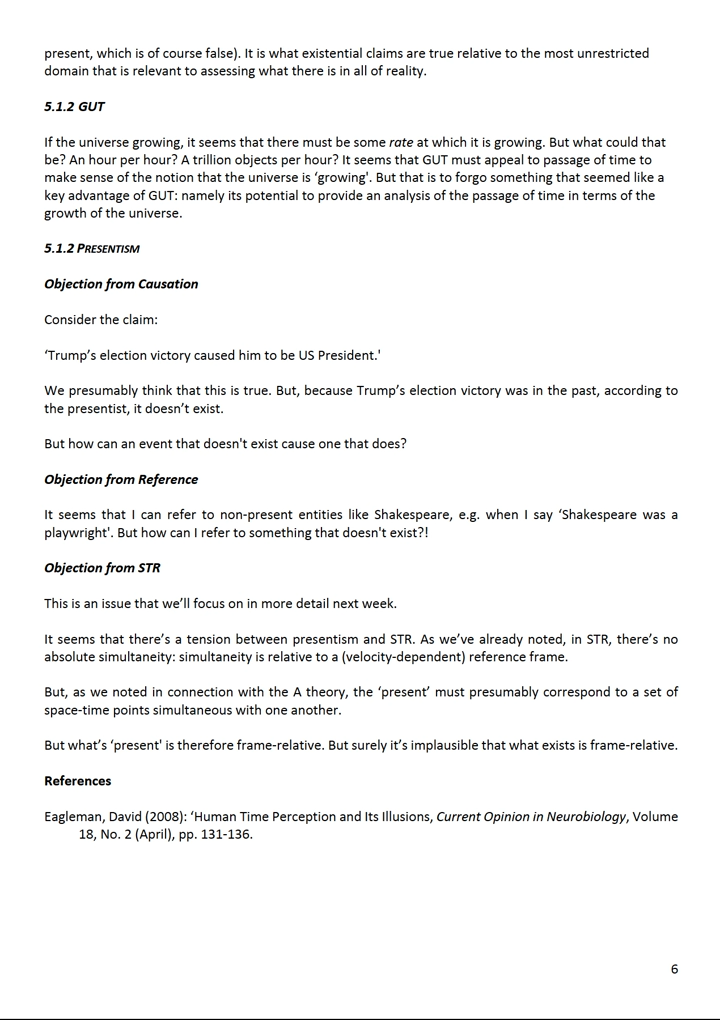 present, which is of course false). It is what existential claims are true relative to the most unrestricted
domain that is relevant to assessing what there is in all of reality.
5.1.2 GUT
If the universe growing, it seems that there must be some rate at which it is growing. But what could that
be? An hour per hour? A trillion objects per hour? It seems that GUT must appeal to passage of time to
make sense of the notion that the universe is ‘growing'. But that is to forgo something that seemed like a
key advantage of GUT: namely its potential to provide an analysis of the passage of time in terms of the
growth of the universe.
5.1.2 PRESENTISM
Objection from Causation
Consider the claim:
‘Trump’s election victory caused him to be US President.'
We presumably think that this is true. But, because Trump’s election victory was in the past, according to
the presentist, it doesn’t exist.
But how can an event that doesn't exist cause one that does?
Objection from Reference
It seems that I can refer to non-present entities like Shakespeare, e.g. when I say ‘Shakespeare was a
playwright'. But how can I refer to something that doesn't exist?!
Objection from STR
This is an issue that we’ll focus on in more detail next week.
It seems that there’s a tension between presentism and STR. As we’ve already noted, in STR, there’s no
absolute simultaneity: simultaneity is relative to a (velocity-dependent) reference frame.
But, as we noted in connection with the A theory, the ‘present’ must presumably correspond to a set of
space-time points simultaneous with one another.
But what’s ‘present' is therefore frame-relative. But surely it’s implausible that what exists is frame-relative.
References
Eagleman, David (2008): ‘Human Time Perception and Its Illusions, Current Opinion in Neurobiology, Volume
18, No. 2 (April), pp. 131-136.
6